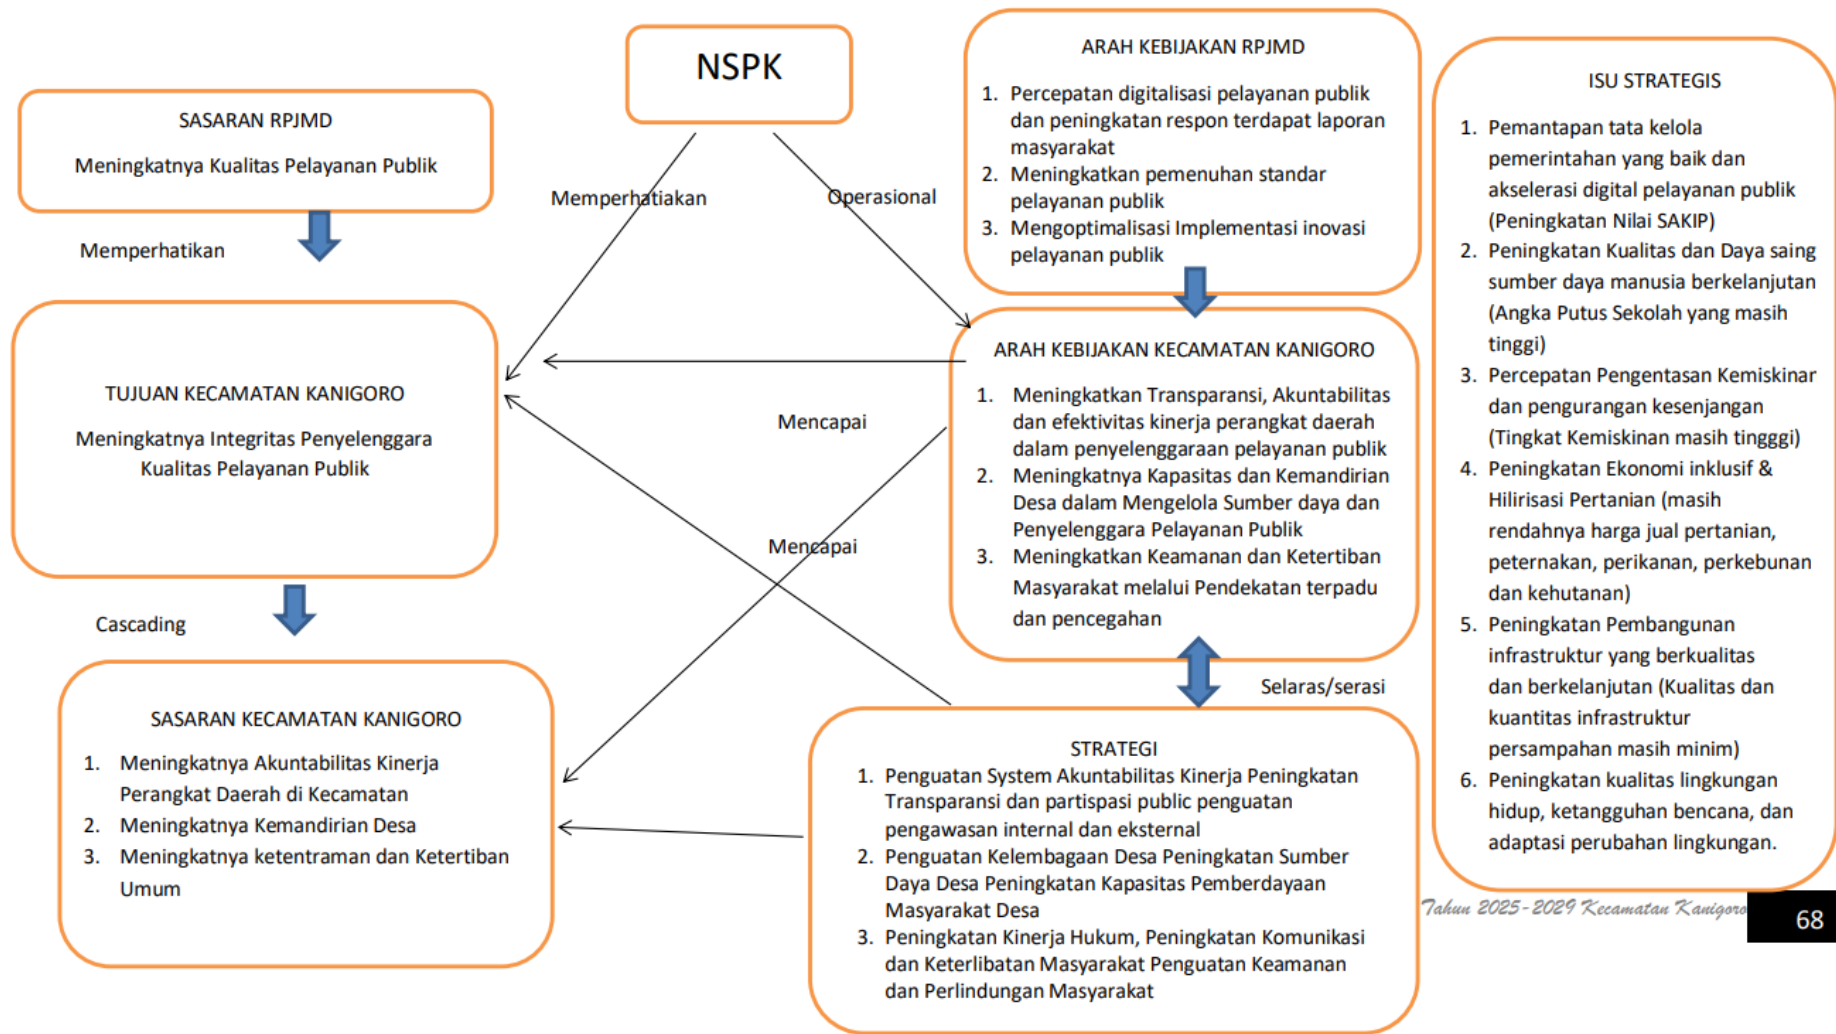 NSPK
SASARAN RPJMD
Meningkatnya Kualitas Pelayanan Publik
Memperhatikan
Memperhatiakan
Operasional
TUJUAN KECAMATAN KANIGORO
Meningkatnya Integritas Penyelenggara
Kualitas Pelayanan Publik
Cascading
SASARAN KECAMATAN KANIGORO
1. Meningkatnya Akuntabilitas Kinerja
Perangkat Daerah di Kecamatan
2. Meningkatnya Kemandirian Desa
3. Meningkatnya ketentraman dan Ketertiban
Umum
Mencapai
Mencapai
ARAH KEBIJAKAN RPJMD
1. Percepatan digitalisasi pelayanan publik
dan peningkatan respon terdapat laporan
masyarakat
2. Meningkatkan pemenuhan standar
pelayanan publik
3. Mengoptimalisasi Implementasi inovasi
pelayanan publik
ARAH KEBIJAKAN KECAMATAN KANIGORO
1. Meningkatkan Transparansi, Akuntabilitas
dan efektivitas kinerja perangkat daerah
dalam penyelenggaraan pelayanan publik
2. Meningkatnya Kapasitas dan Kemandirian
Desa dalam Mengelola Sumber daya dan
Penyelenggara Pelayanan Publik
3. Meningkatkan Keamanan dan Ketertiban
Masyarakat melalui Pendekatan terpadu
dan pencegahan
Selaras/serasi
STRATEGI
1. Penguatan System Akuntabilitas Kinerja Peningkatan
Transparansi dan partispasi public penguatan
pengawasan internal dan eksternal
2. Penguatan Kelembagaan Desa Peningkatan Sumber
Daya Desa Peningkatan Kapasitas Pemberdayaan
Masyarakat Desa
3. Peningkatan Kinerja Hukum, Peningkatan Komunikasi
dan Keterlibatan Masyarakat Penguatan Keamanan
dan Perlindungan Masyarakat
ISU STRATEGIS
1. Pemantapan tata kelola
pemerintahan yang baik dan
akselerasi digital pelayanan publik
(Peningkatan Nilai SAKIP)
2. Peningkatan Kualitas dan Daya saing
sumber daya manusia berkelanjutan
(Angka Putus Sekolah yang masih
tinggi)
3. Percepatan Pengentasan Kemiskinar
dan pengurangan kesenjangan
(Tingkat Kemiskinan masih tingggi)
4. Peningkatan Ekonomi inklusif &
Hilirisasi Pertanian (masih
rendahnya harga jual pertanian,
peternakan, perikanan, perkebunan
dan kehutanan)
5. Peningkatan Pembangunan
infrastruktur yang berkualitas
dan berkelanjutan (Kualitas dan
kuantitas infrastruktur
persampahan masih minim)
6. Peningkatan kualitas lingkungan
hidup, ketangguhan bencana, dan
adaptasi perubahan lingkungan.
Tahun 2025-2029 Kecamatan Kanigoro
68